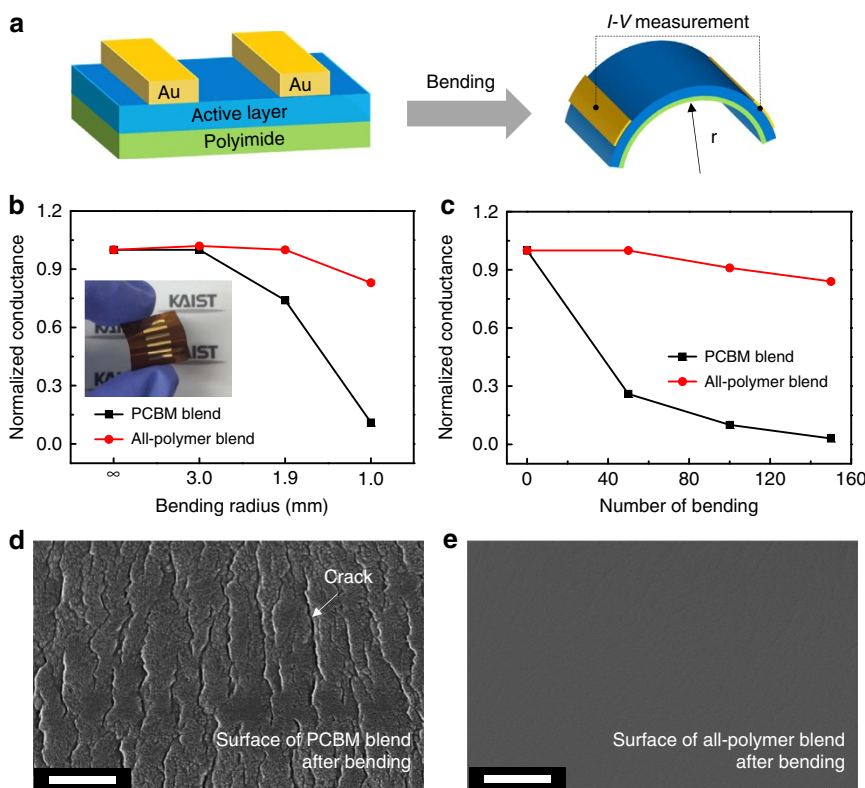 a
I-V measurement
Au
Au
Bending
Active layer
Polyimide
r
b
1.2
0.9
0.6
0.3
0.0
Normalized conductance
KAIST
KAIST
PCBM blend
All-polymer blend
∞
3.0
1.9
1.0
Bending radius (mm)
c
1.2
0.9
0.6
0.3
0.0
Normalized conductance
PCBM blend
All-polymer blend
0
40
80
120
160
Number of bending
d
Crack
Surface of PCBM blend
after bending
e
Surface of all-polymer blend
after bending